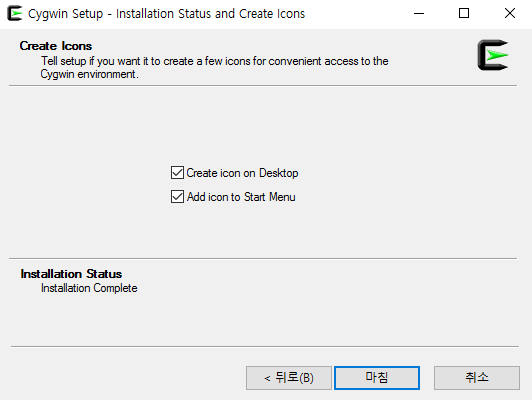 Cygwin Setup - Installation Status and Create Icons
Create Icons
Tell setup if you want it to create a few icons for convenient access to the
Cygwin environment.
Create icon on Desktop
Add icon to Start Menu
Installation Status
Installation Complete
< 뒤로(B)
마침
취소